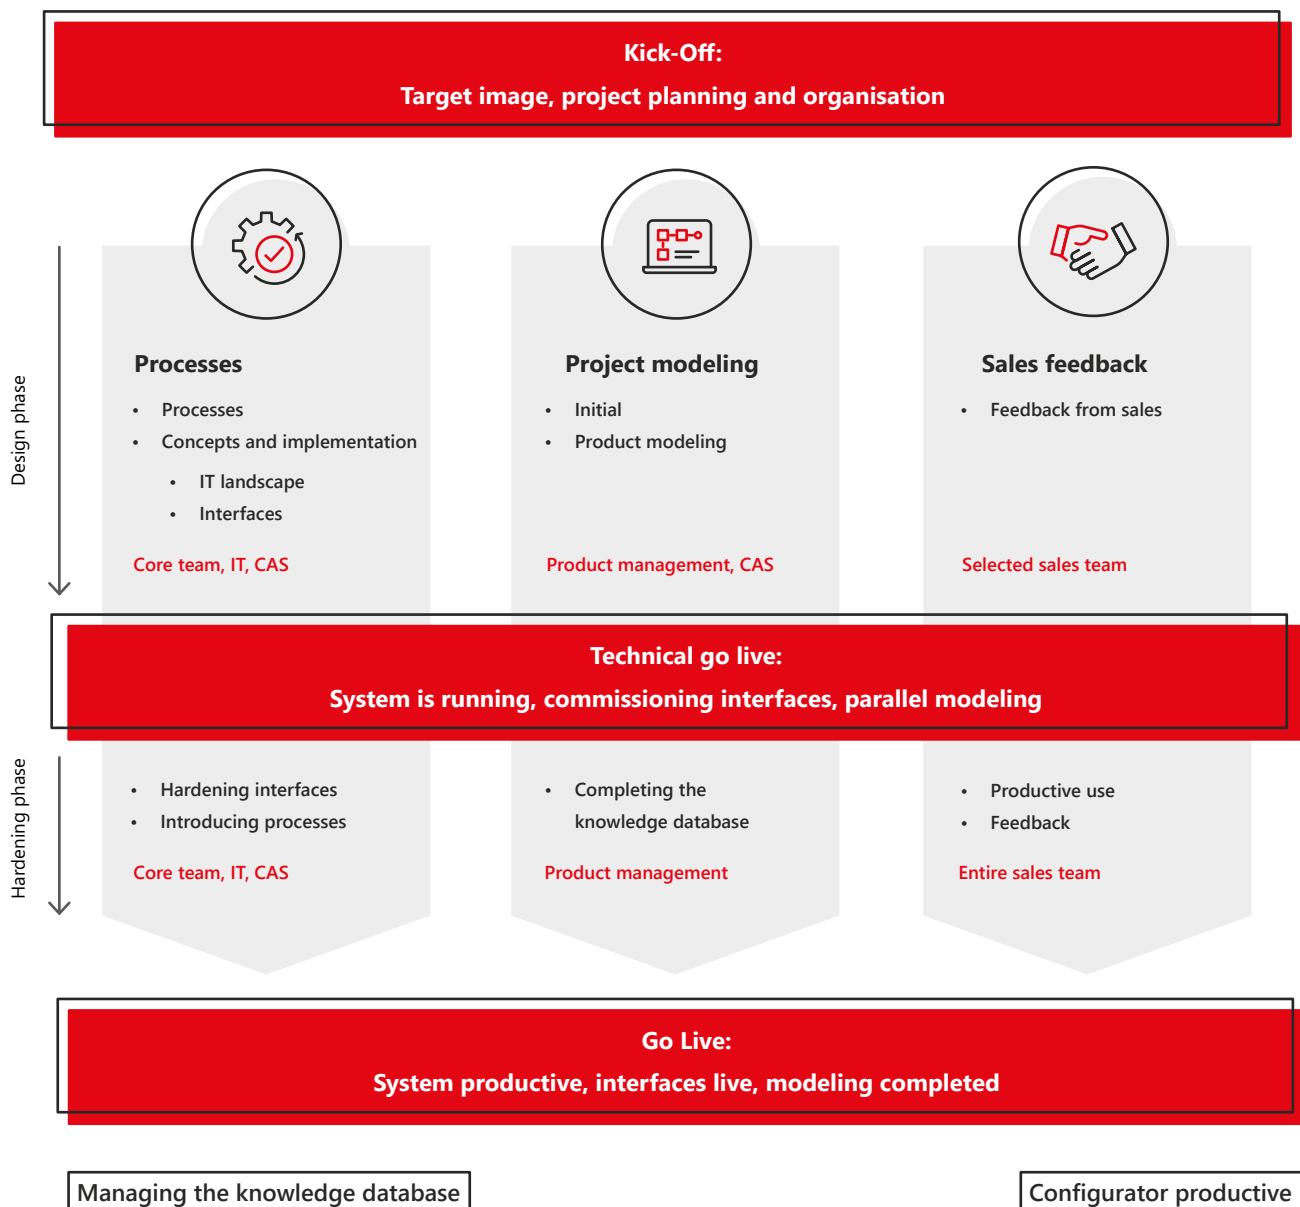 Kick-Off:
Target image, project planning and organisation
Design phase
Processes
• Processes
• Concepts and implementation
• IT landscape
• Interfaces
Core team, IT, CAS
Project modeling
• Initial
• Product modeling
Product management, CAS
Sales feedback
• Feedback from sales
Selected sales team
Technical go live:
System is running, commissioning interfaces, parallel modeling
Hardening phase
• Hardening interfaces
• Introducing processes
Core team, IT, CAS
• Completing the
knowledge database
Product management
• Productive use
• Feedback
Entire sales team
Go Live:
System productive, interfaces live, modeling completed
Managing the knowledge database
Configurator productive